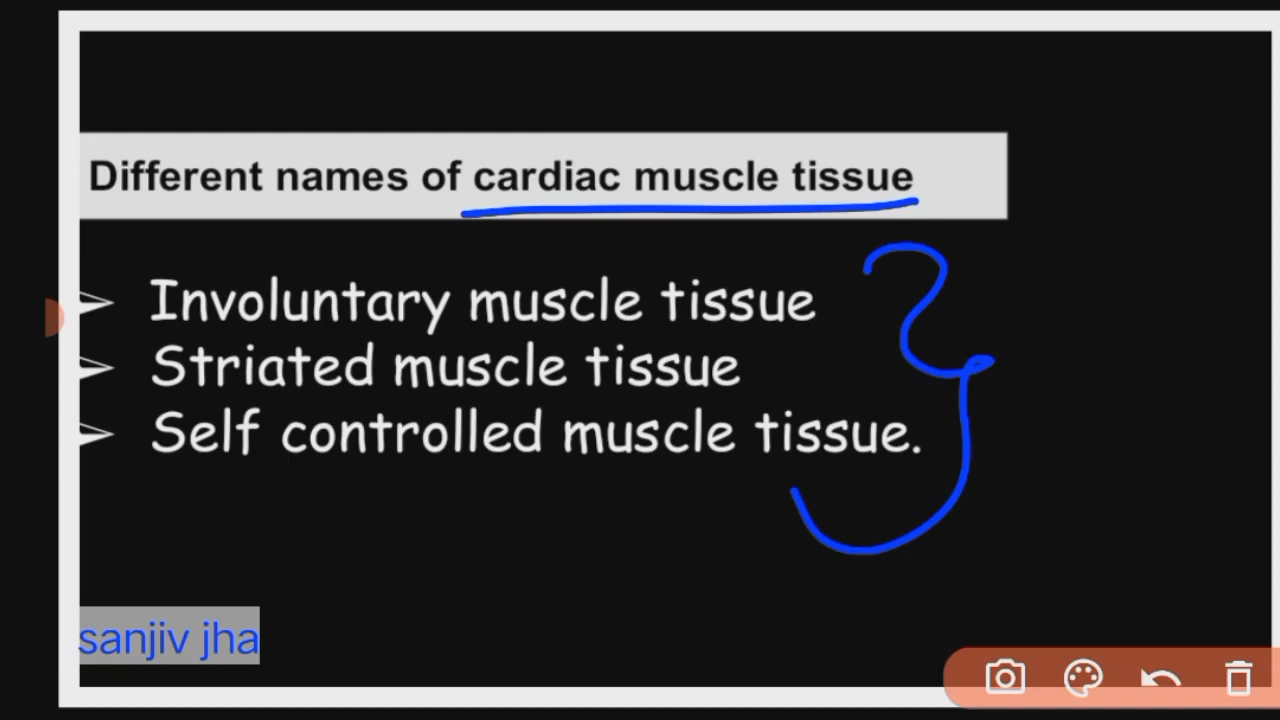 Different names of cardiac muscle tissue
Involuntary muscle tissue
Striated muscle tissue
Self controlled muscle tissue.
sanjiv jha